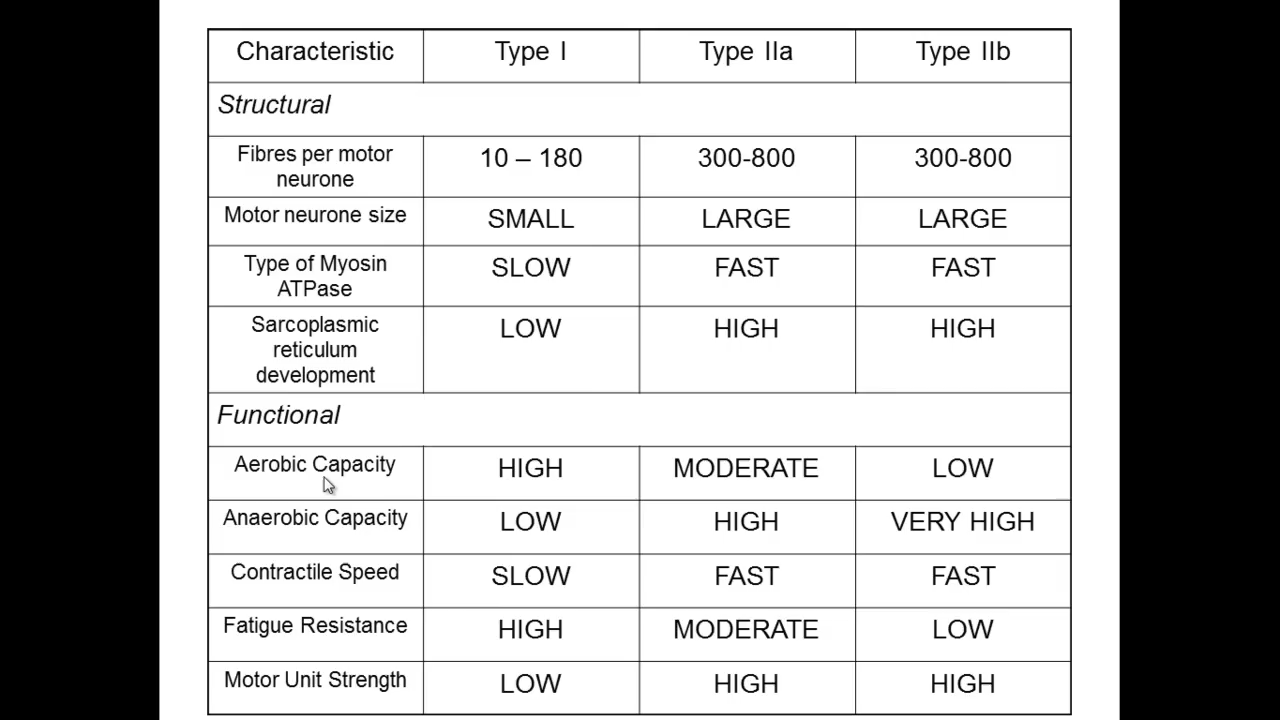 Characteristic Type I Type IIa Type IIb
Structural
Fibres per motor neurone 10 – 180 300-800 300-800
Motor neurone size SMALL LARGE LARGE
Type of Myosin ATPase SLOW FAST FAST
Sarcoplasmic reticulum development LOW HIGH HIGH
Functional
Aerobic Capacity HIGH MODERATE LOW
Anaerobic Capacity LOW HIGH VERY HIGH
Contractile Speed SLOW FAST FAST
Fatigue Resistance HIGH MODERATE LOW
Motor Unit Strength LOW HIGH HIGH